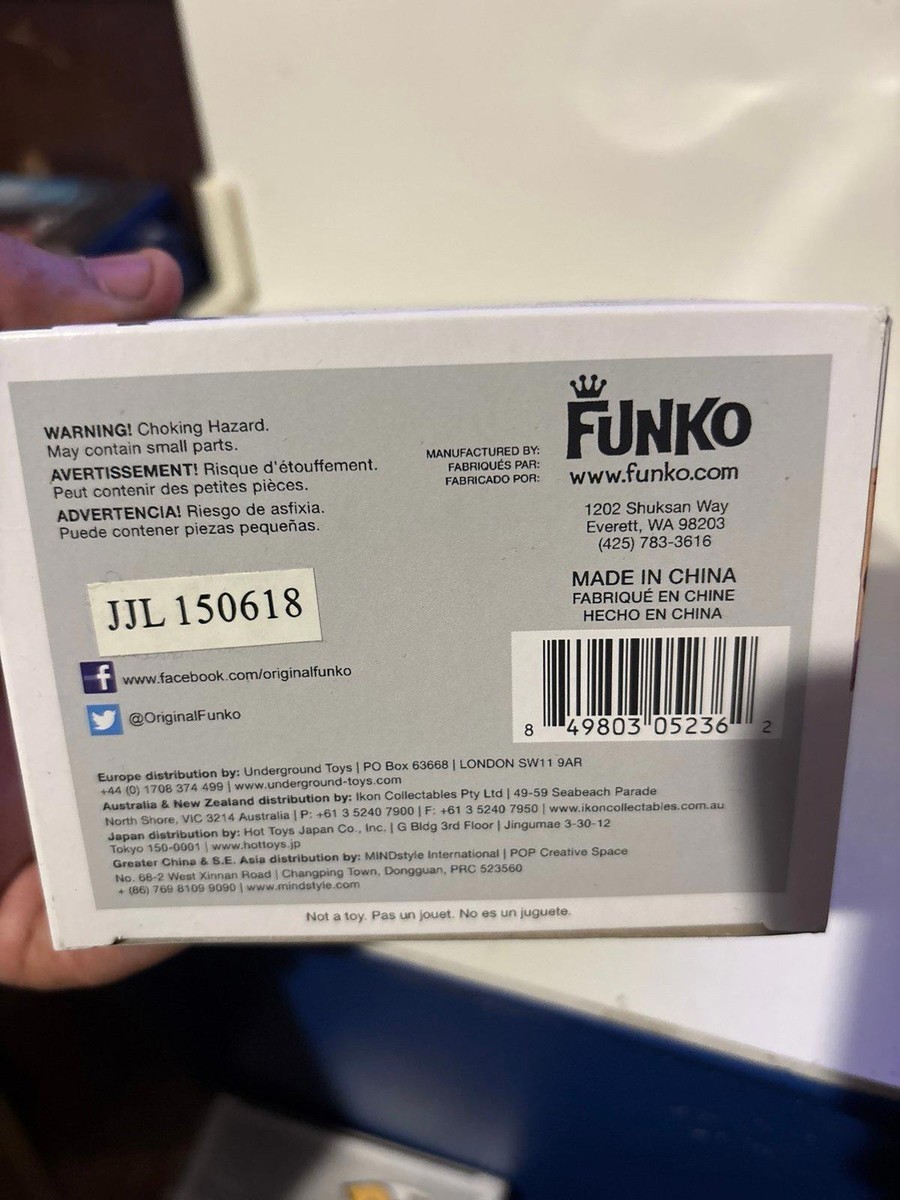 WARNING! Choking Hazard.
May contain small parts.
AVERTISSEMENT! Risque d'étouffement.
Peut contenir des petites pièces.
ADVERTENCIA! Riesgo de asfixia.
Puede contener piezas pequeñas.
MANUFACTURED BY:
FABRIQUÉS PAR:
FABRICADO POR:
FUNKO
www.funko.com
1202 Shuksan Way
Everett, WA 98203
(425) 783-3616
MADE IN CHINA
FABRIQUÉ EN CHINE
HECHO EN CHINA
JJL 150618
f www.facebook.com/originalfunko
@OriginalFunko
8 49803 05236 2
Europe distribution by: Underground Toys | PO Box 63668 | LONDON SW11 9AR
+44 (0) 1708 374 499 | www.underground-toys.com
Australia & New Zealand distribution by: Ikon Collectables Pty Ltd | 49-59 Seabeach Parade
North Shore, VIC 3214 Australia | P: +61 3 5240 7900 | F: +61 3 5240 7950 | www.ikoncollectables.com.au
Japan distribution by: Hot Toys Japan Co., Inc. | G Bldg 3rd Floor | Jingumae 3-30-12
Tokyo 150-0001 | www.hottoys.jp
Greater China & S.E. Asia distribution by: MINDstyle International | POP Creative Space
No. 68-2 West Xinnan Road | Changping Town, Dongguan, PRC 523560
+ (86) 769 8109 9090 | www.mindstyle.com
Not a toy. Pas un jouet. No es un juguete.